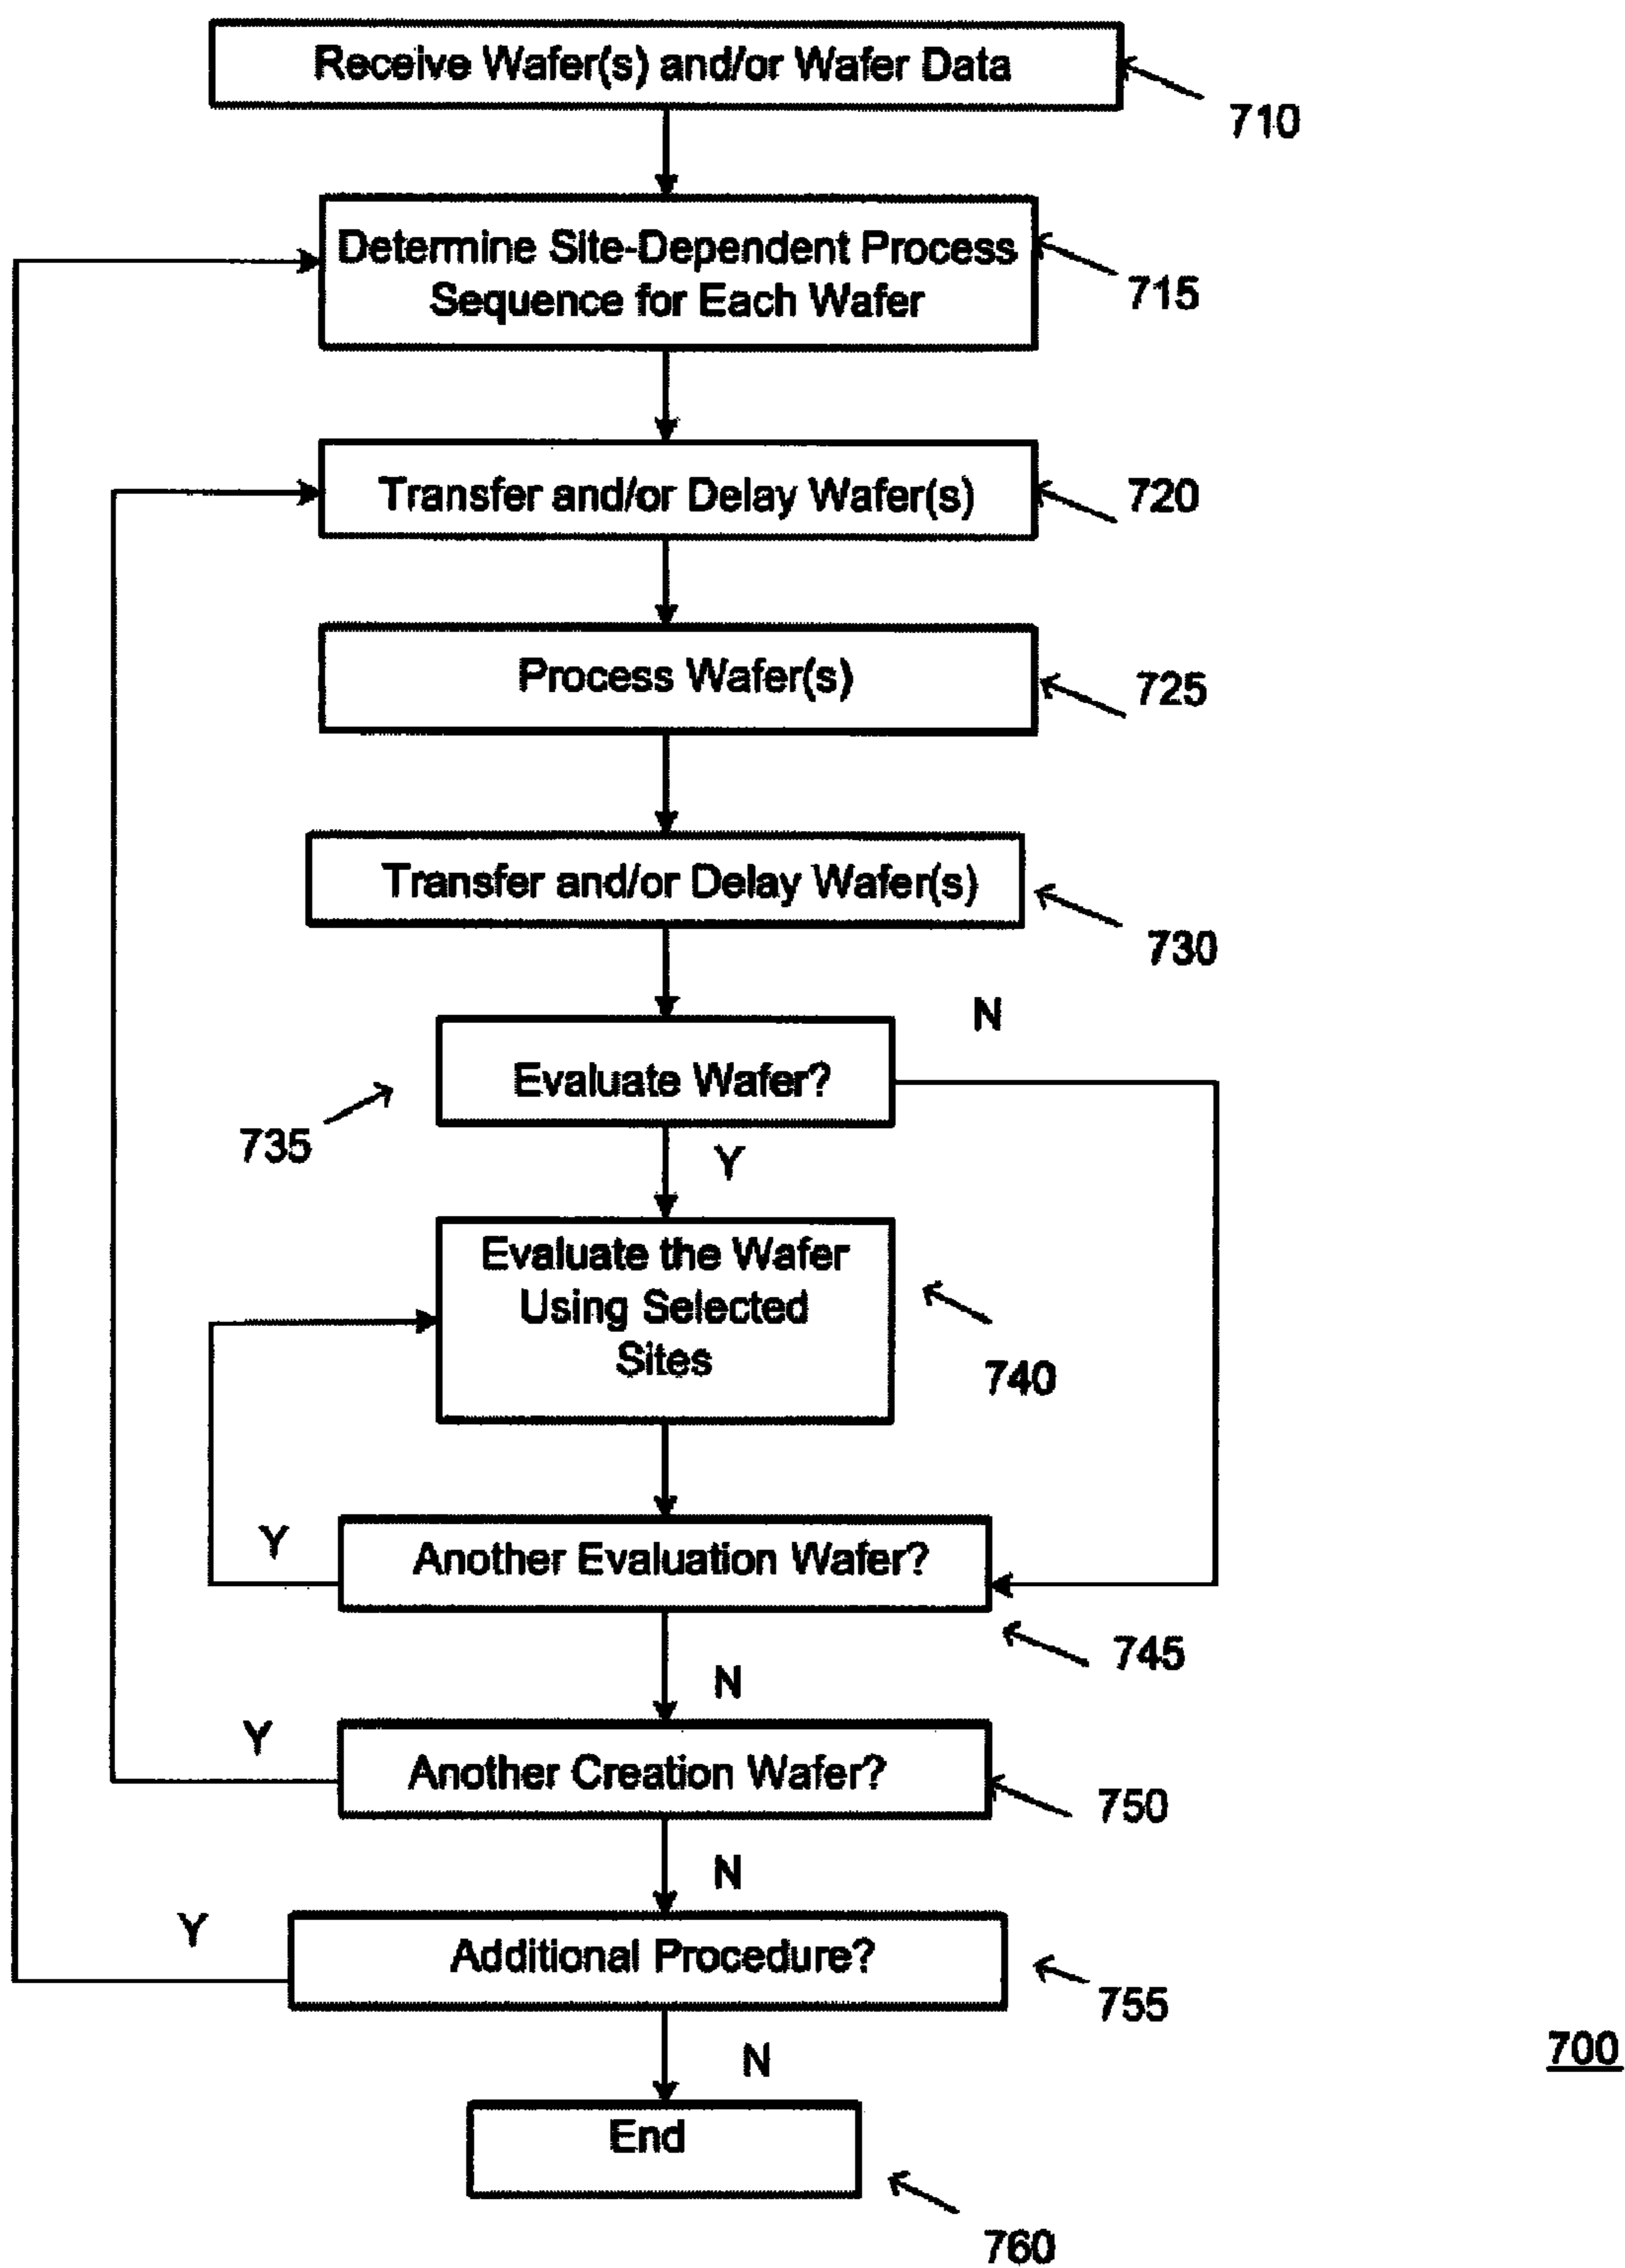 Receive Wafer(s) and/or Wafer Data
710
Determine Site-Dependent Process
Sequence for Each Wafer
715
Transfer and/or Delay Wafer(s)
720
Process Wafer(s)
725
Transfer and/or Delay Wafer(s)
730
N
Evaluate Wafer?
735
Y
Evaluate the Wafer
Using Selected
Sites
740
Y
Another Evaluation Wafer?
745
N
Y
Another Creation Wafer?
750
N
Y
Additional Procedure?
755
N
700
End
760